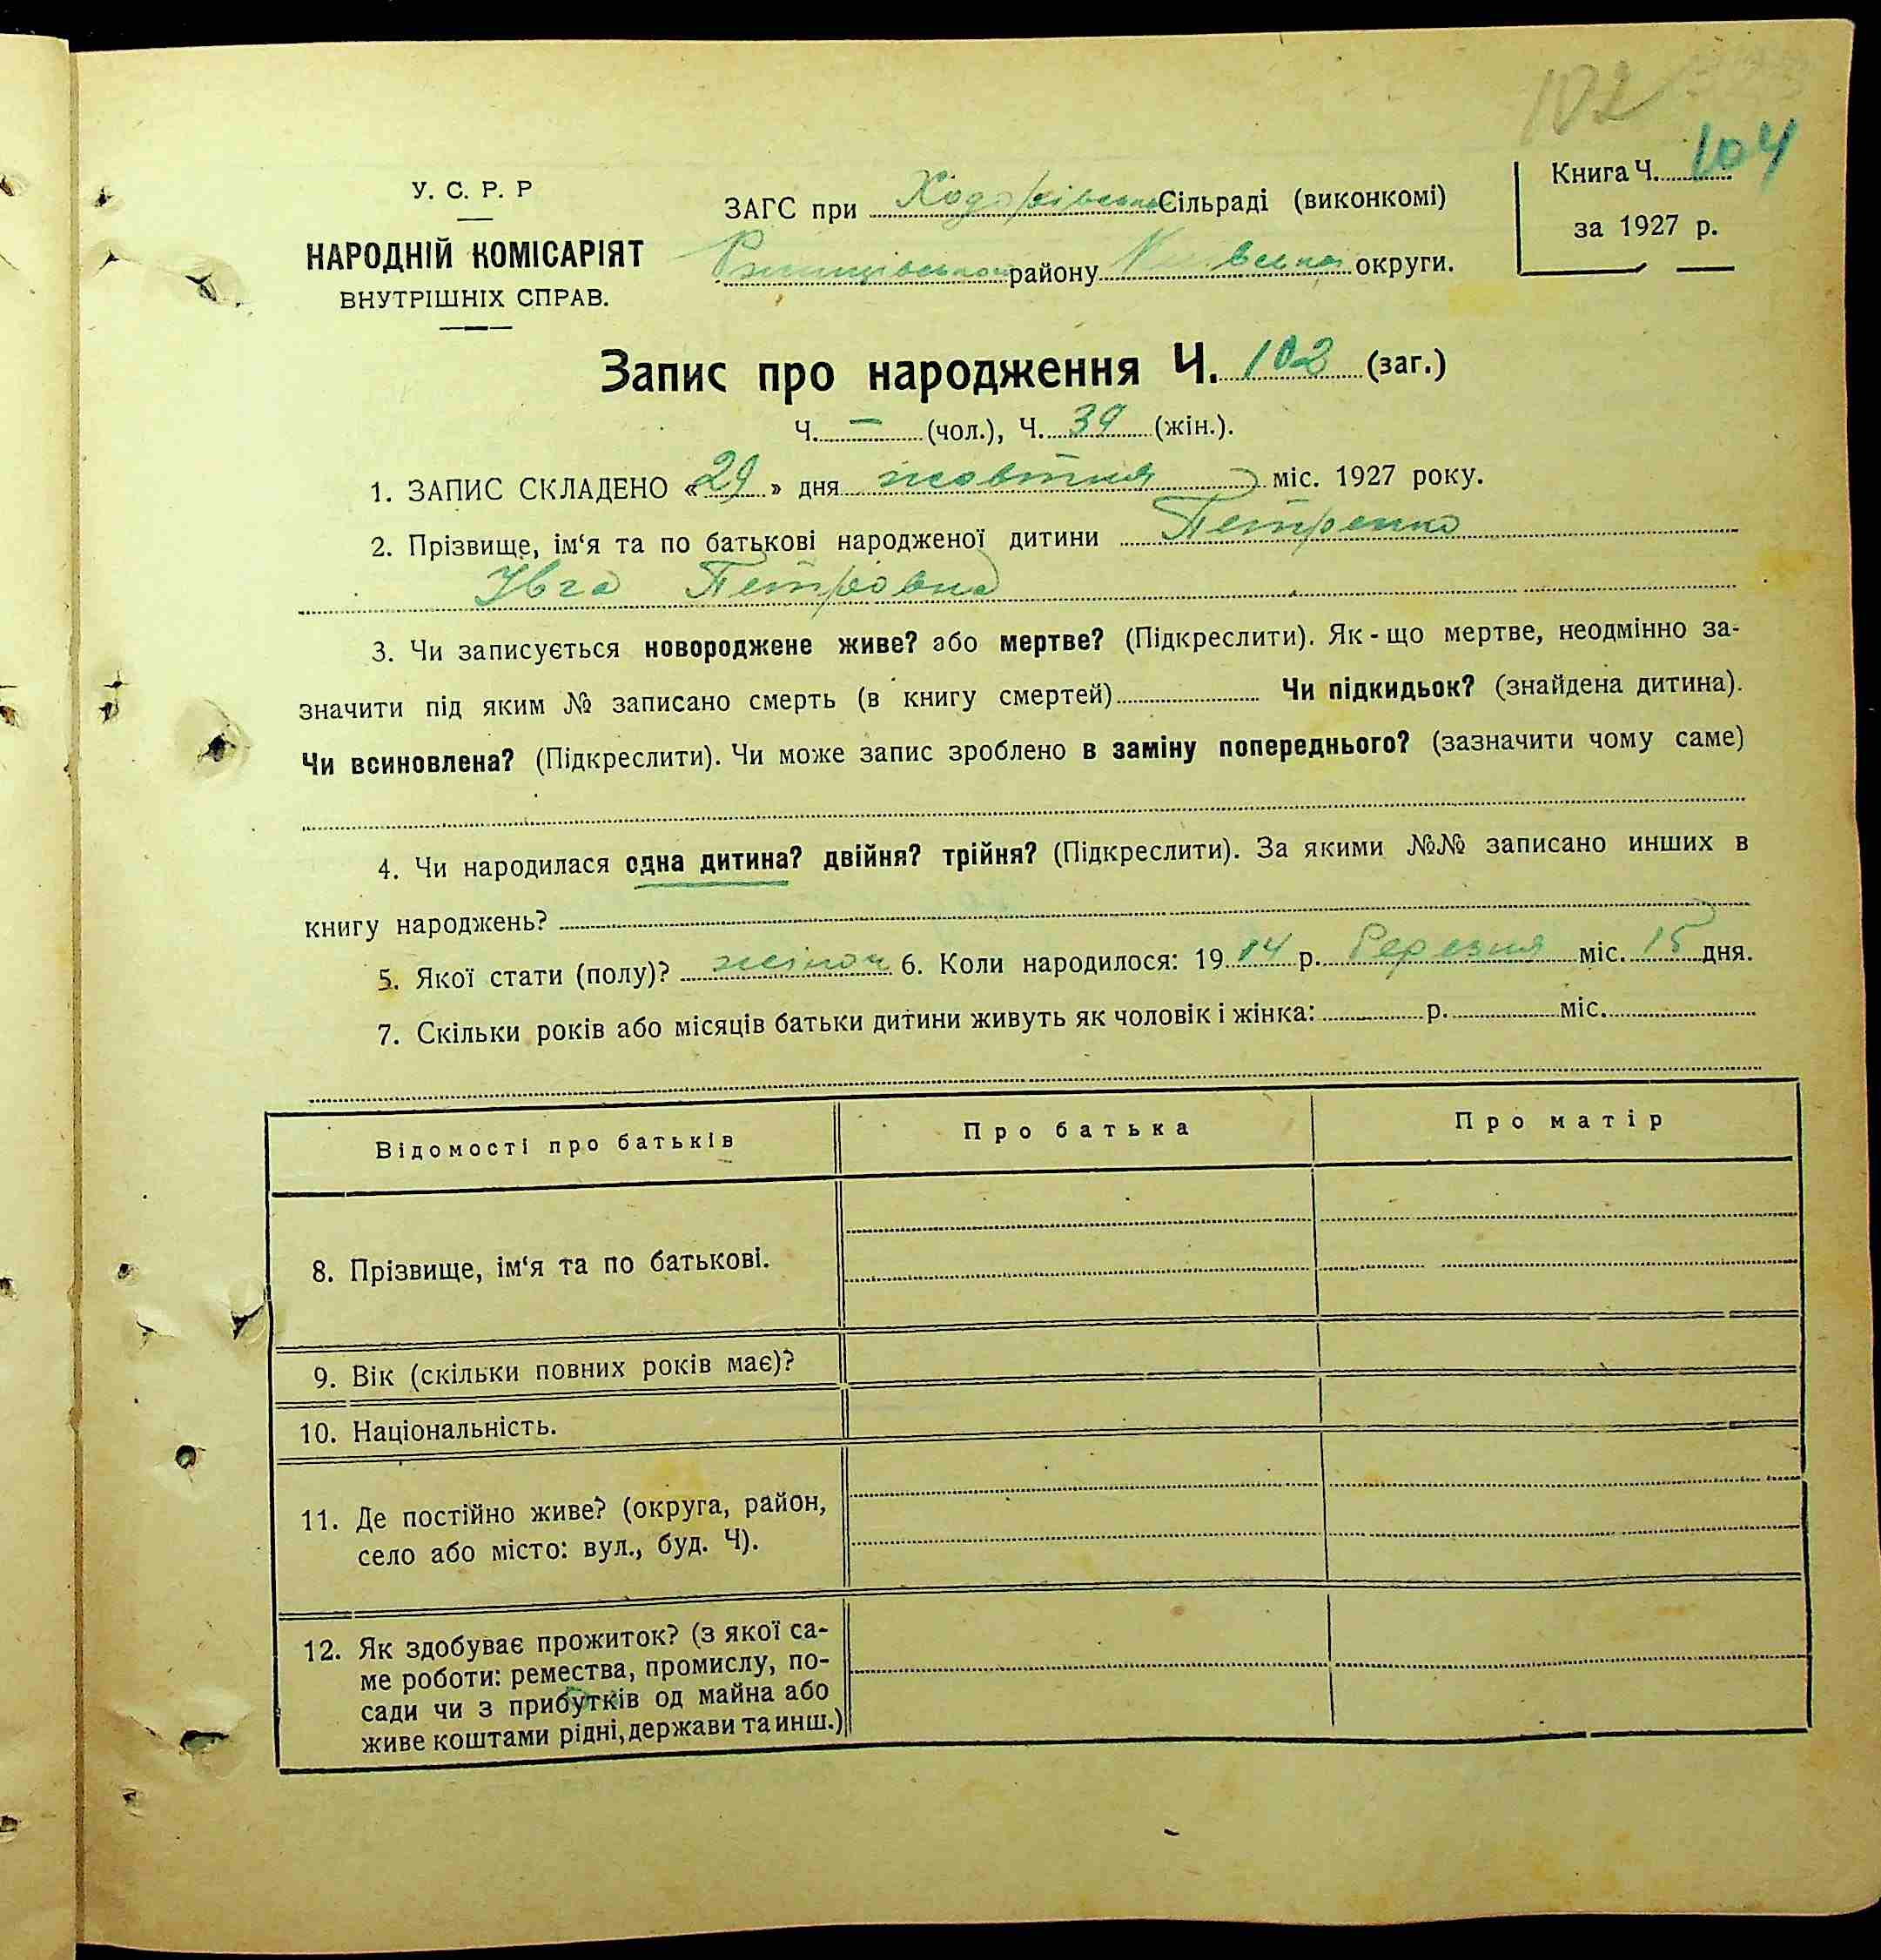 102
104
У. С. Р. Р
НАРОДНІЙ КОМІСАРІЯТ
ВНУТРІШНІХ СПРАВ.
ЗАГС при Ходорківській Сільраді (виконкомі)
району Київської округи.
Книга Ч.
за 1927 р.
Запис про народження Ч. 102 (заг.)
Ч. – (чол.), Ч. 39 (жін.).
1. ЗАПИС СКЛАДЕНО «29» дня жовтня міс. 1927 року.
2. Прізвище, ім‘я та по батькові народженої дитини Петренко
Івга Петровна
3. Чи записується новороджене живе? або мертве? (Підкреслити). Як-що мертве, неодмінно за-
значити під яким № записано смерть (в книгу смертей) Чи підкидьок? (знайдена дитина).
Чи всиновлена? (Підкреслити). Чи може запис зроблено в заміну попереднього? (зазначити чому саме)
4. Чи народилася одна дитина? двійня? трійня? (Підкреслити). За якими №№ записано инших в
книгу народжень?
5. Якої стати (полу)? жіноч 6. Коли народилося: 1914 р. Березня міс. 15 дня.
7. Скільки років або місяців батьки дитини живуть як чоловік і жінка: р. міс.
Відомості про батьків
Про батька
Про матір
8. Прізвище, ім‘я та по батькові.
9. Вік (скільки повних років має)?
10. Національність.
11. Де постійно живе? (округа, район,
село або місто: вул., буд. Ч).
12. Як здобуває прожиток? (з якої са-
ме роботи: ремества, промислу, по-
сади чи з прибутків од майна або
живе коштами рідні, держави та инш.)